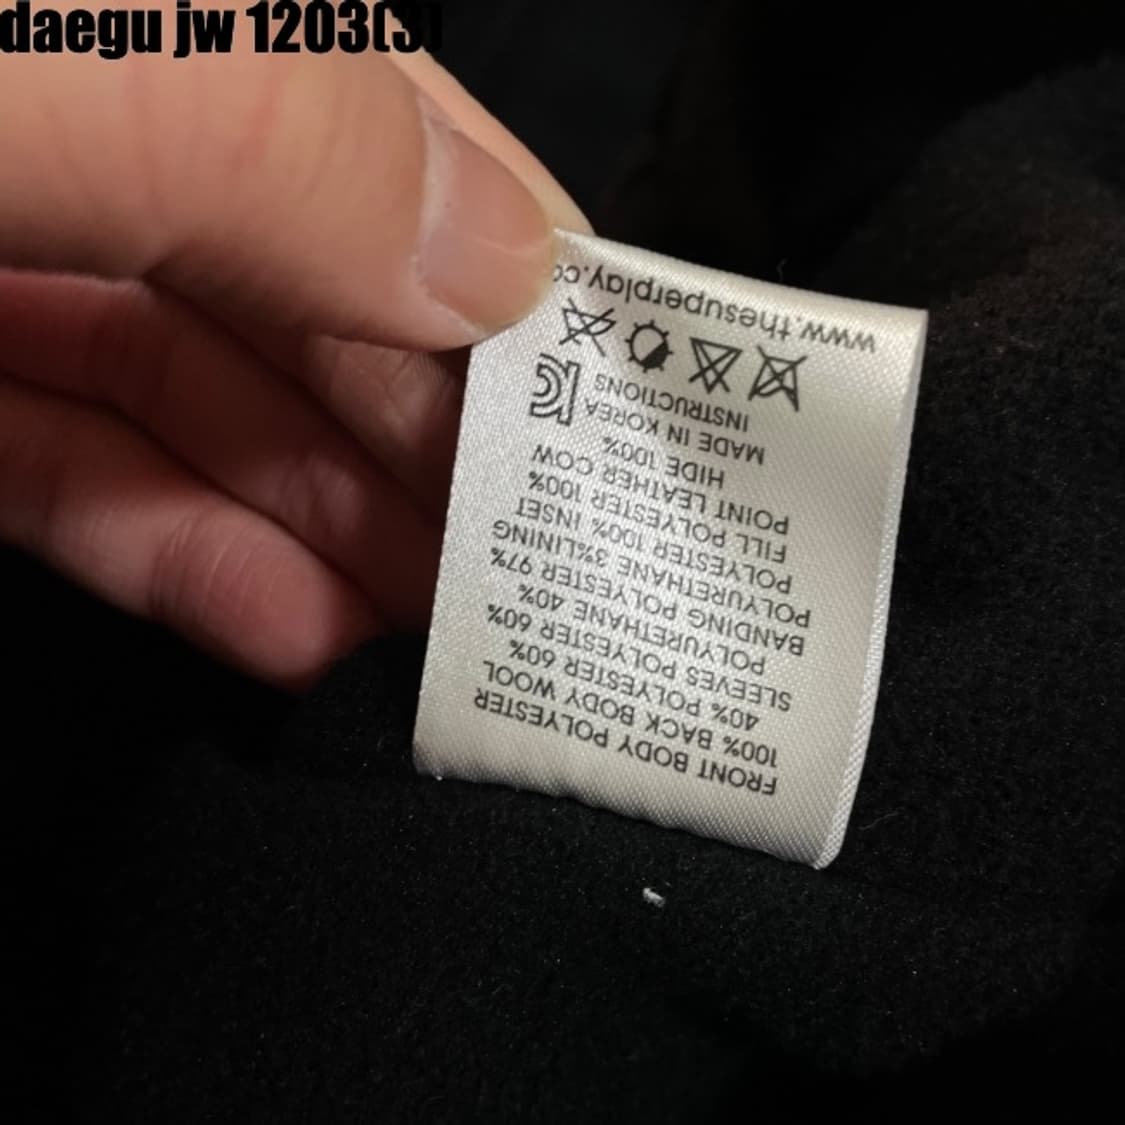 daegu jw 1203(3)
FRONT BODY POLYESTER
100% BACK BODY WOOL
40% POLYESTER 60%
SLEEVES POLYESTER 60%
POLYURETHANE 40%
BANDING POLYESTER 97%
POLYURETHANE 3%LINING
POLYESTER 100% INSET
FILL POLYESTER 100%
POINT LEATHER COW
HIDE 100%
MADE IN KOREA
INSTRUCTIONS
www.thesuperplay.co